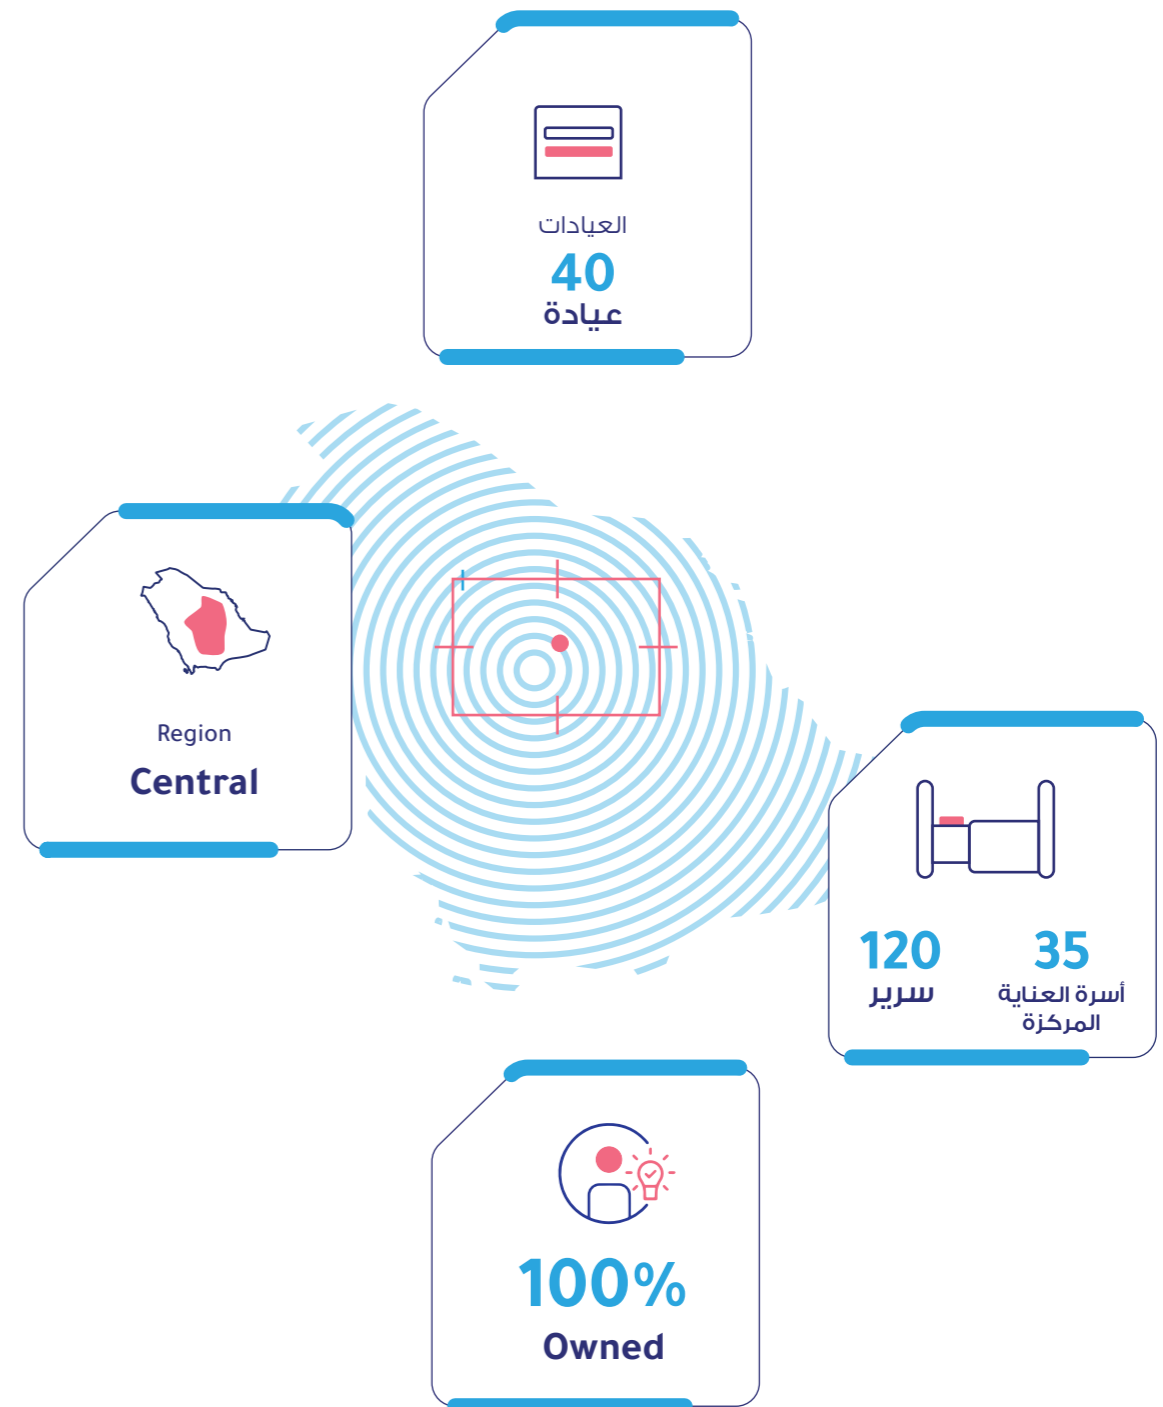 العيادات
40
عيادة
Region
Central
120
سرير
35
أسرة العناية
المركزة
100%
Owned